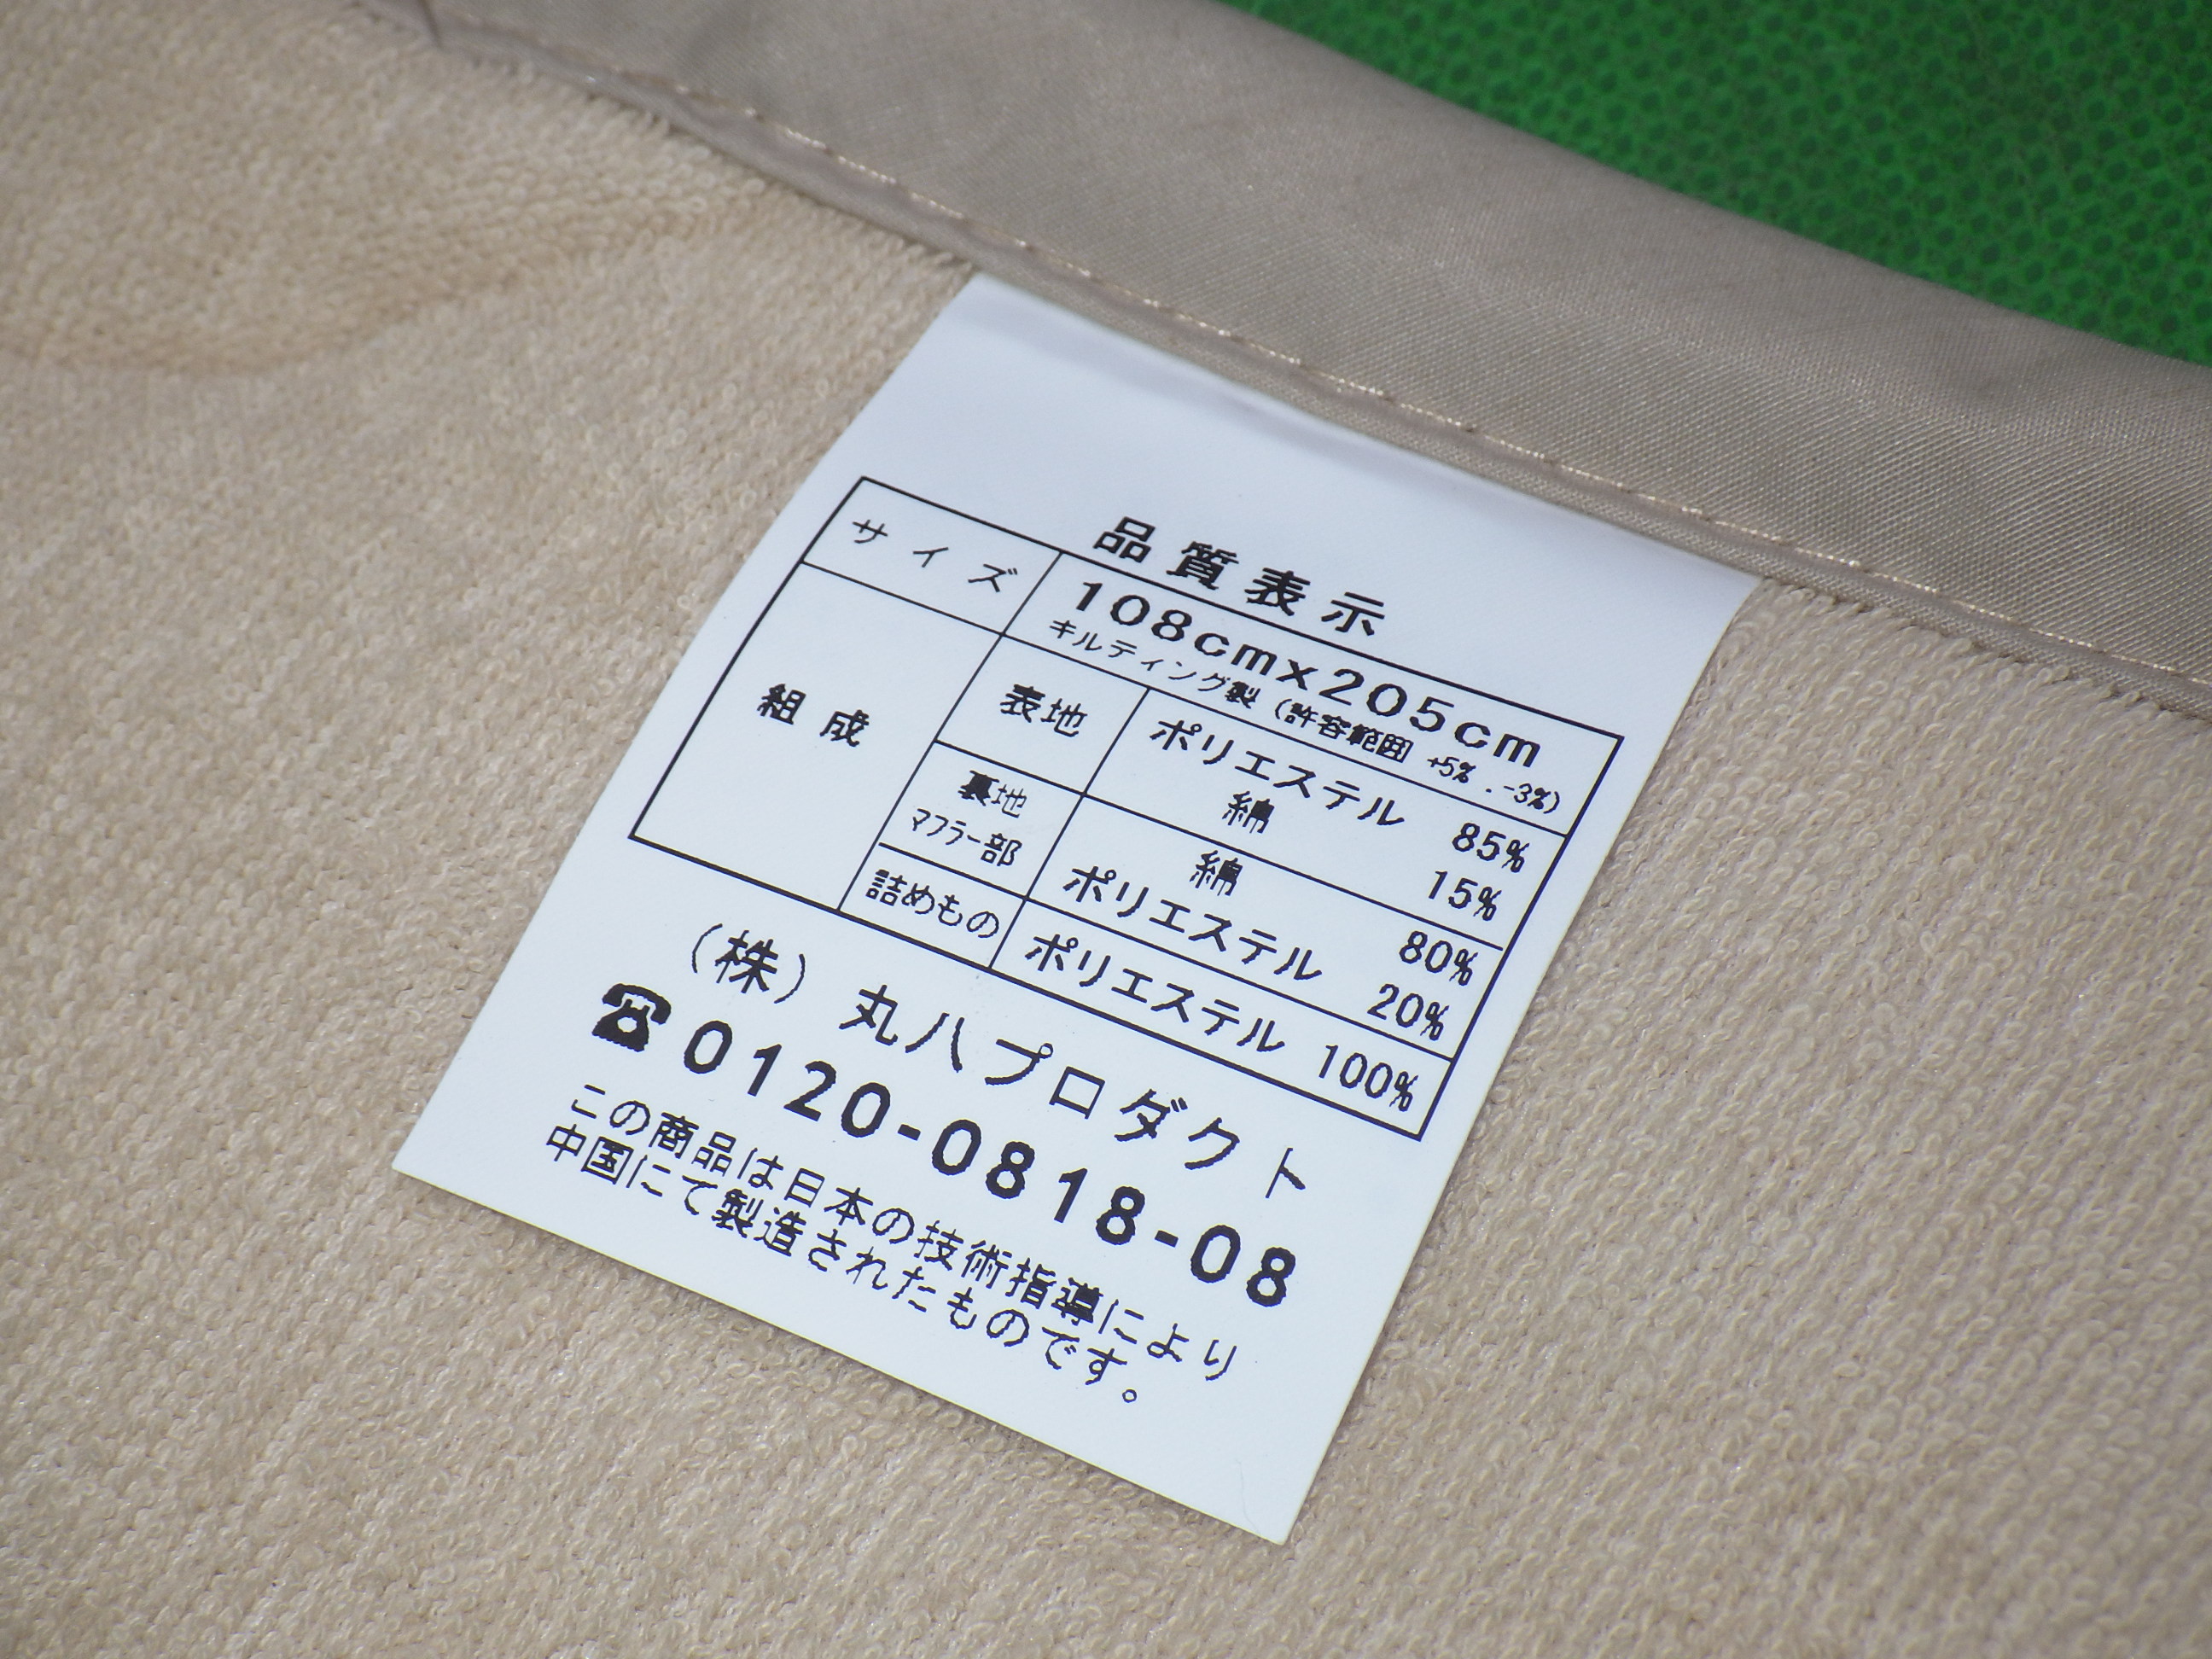 品質表示
サイズ 108cm×205cm
キルティング製（許容範囲 +5% .-3%）
組成 表地 ポリエステル 85%
綿 15%
裏地 マフラー部 綿 80%
ポリエステル 20%
詰めもの ポリエステル 100%
（株）丸八プロダクト
☎0120-0818-08
この商品は日本の技術指導により
中国にて製造されたものです。